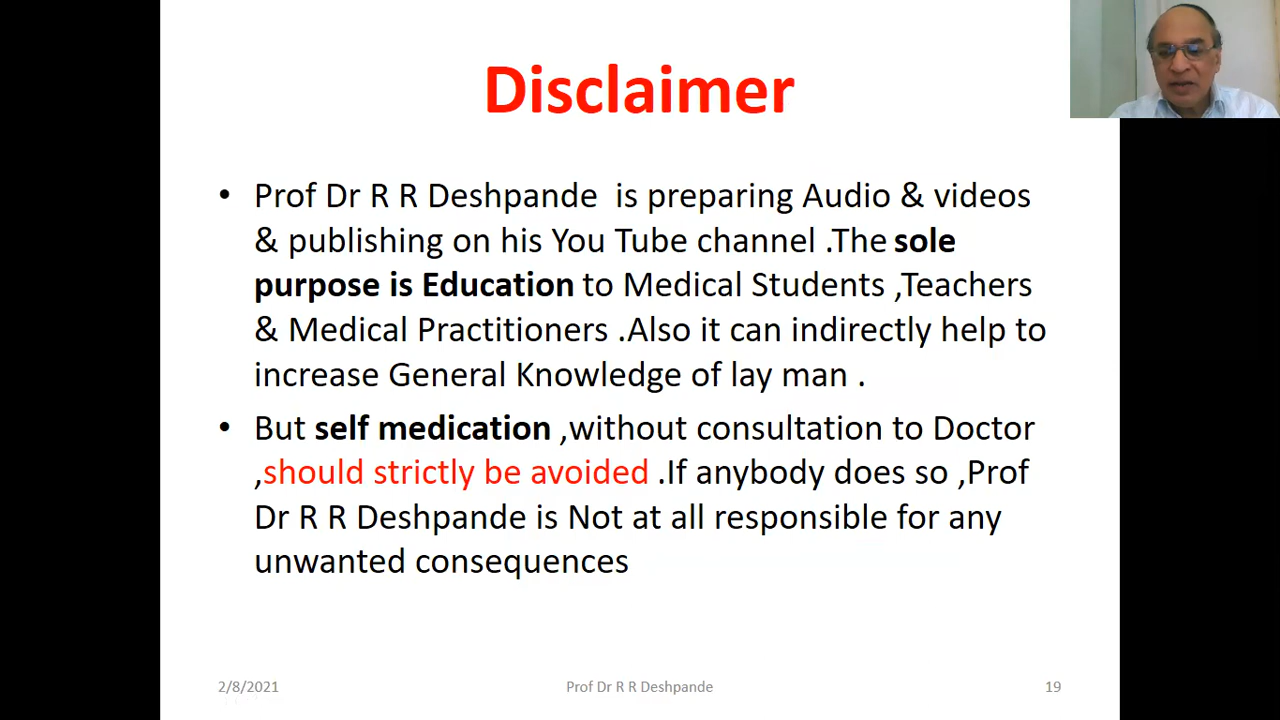 Disclaimer
• Prof Dr R R Deshpande is preparing Audio & videos
& publishing on his You Tube channel .The sole
purpose is Education to Medical Students ,Teachers
& Medical Practitioners .Also it can indirectly help to
increase General Knowledge of lay man .
• But self medication ,without consultation to Doctor
,should strictly be avoided .If anybody does so ,Prof
Dr R R Deshpande is Not at all responsible for any
unwanted consequences
2/8/2021 Prof Dr R R Deshpande 19